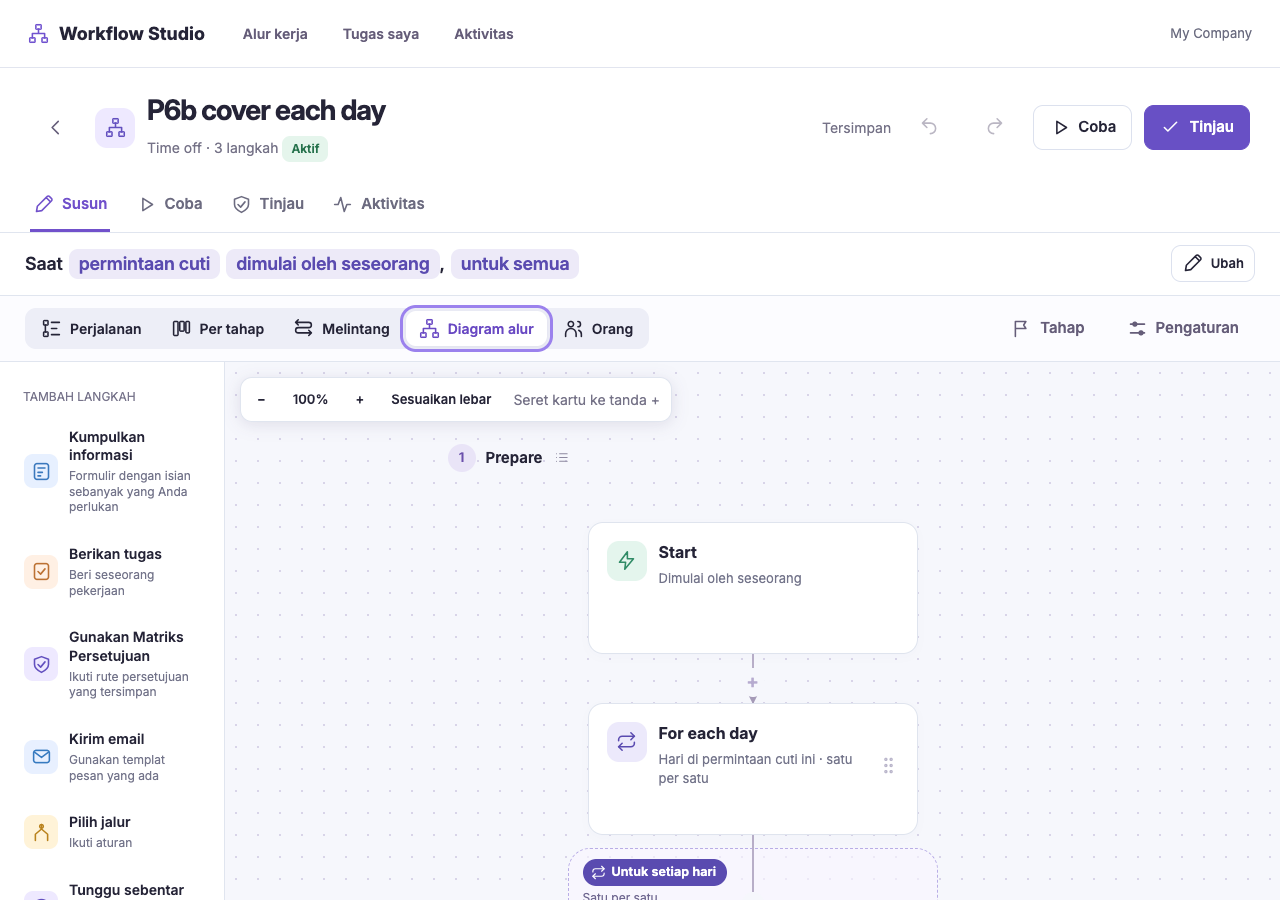 Workflow Studio
Alur kerja
Tugas saya
Aktivitas
My Company
P6b cover each day
Time off · 3 langkah
Aktif
Tersimpan
Coba
Tinjau
Susun
Coba
Tinjau
Aktivitas
Saat permintaan cuti dimulai oleh seseorang , untuk semua
Ubah
Perjalanan
Per tahap
Melintang
Diagram alur
Orang
Tahap
Pengaturan
TAMBAH LANGKAH
Kumpulkan
informasi
Formulir dengan isian
sebanyak yang Anda
perlukan
Berikan tugas
Beri seseorang
pekerjaan
Gunakan Matriks
Persetujuan
Ikuti rute persetujuan
yang tersimpan
Kirim email
Gunakan templat
pesan yang ada
Pilih jalur
Ikuti aturan
Tunggu sebentar
− 100% + Sesuaikan lebar Seret kartu ke tanda +
1 Prepare
Start
Dimulai oleh seseorang
+
For each day
Hari di permintaan cuti ini · satu
per satu
Untuk setiap hari
Satu per satu